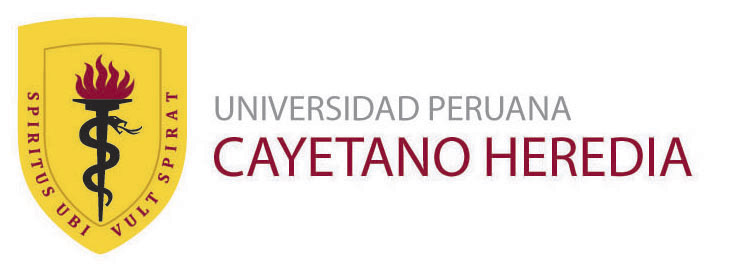 SPIRITUS UBI VULT SPIRAT
UNIVERSIDAD PERUANA
CAYETANO HEREDIA